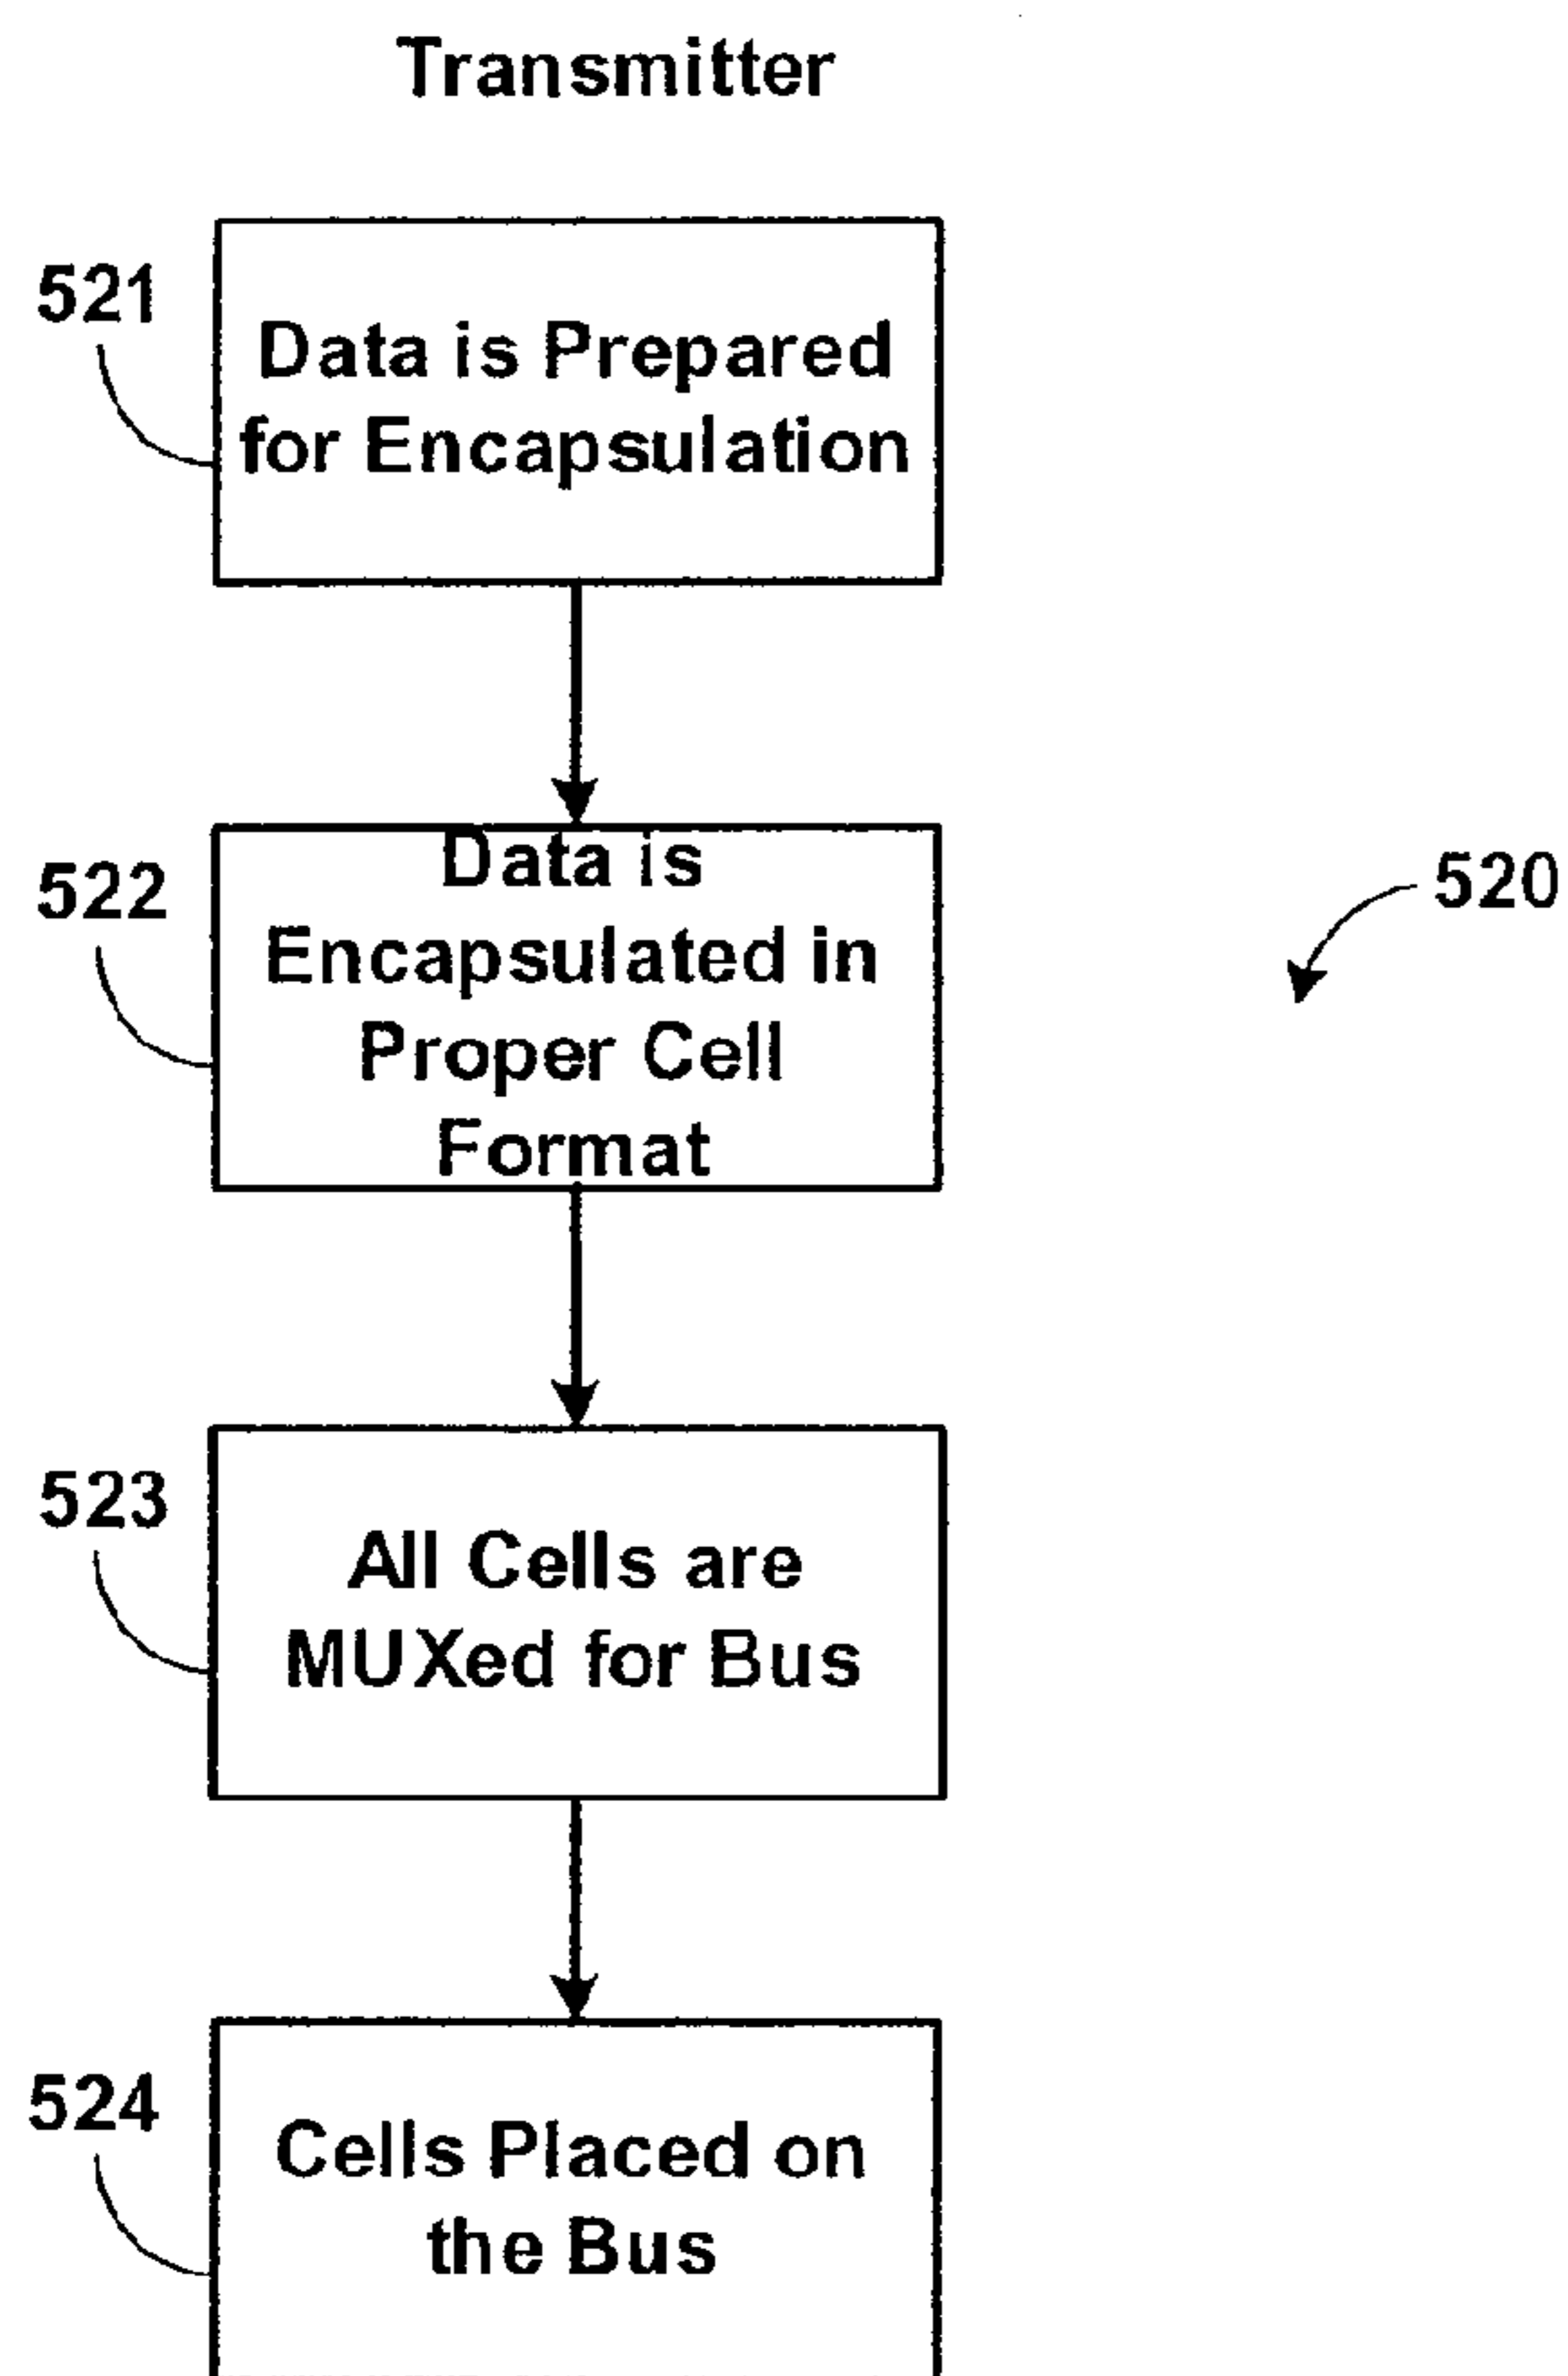 Transmitter
521
Data is Prepared
for Encapsulation
522
Data is
Encapsulated in
Proper Cell
Format
520
523
All Cells are
MUXed for Bus
524
Cells Placed on
the Bus